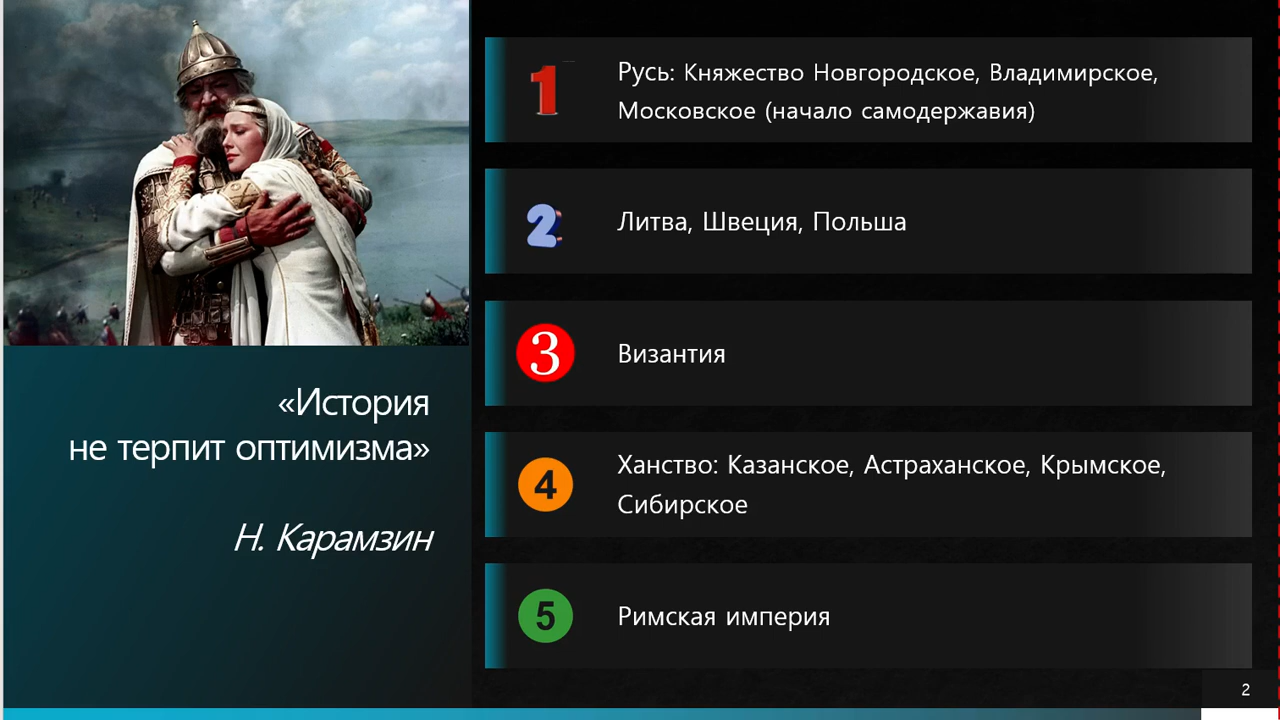 «История
не терпит оптимизма»
Н. Карамзин
1
Русь: Княжество Новгородское, Владимирское,
Московское (начало самодержавия)
2
Литва, Швеция, Польша
3
Византия
4
Ханство: Казанское, Астраханское, Крымское,
Сибирское
5
Римская империя
2